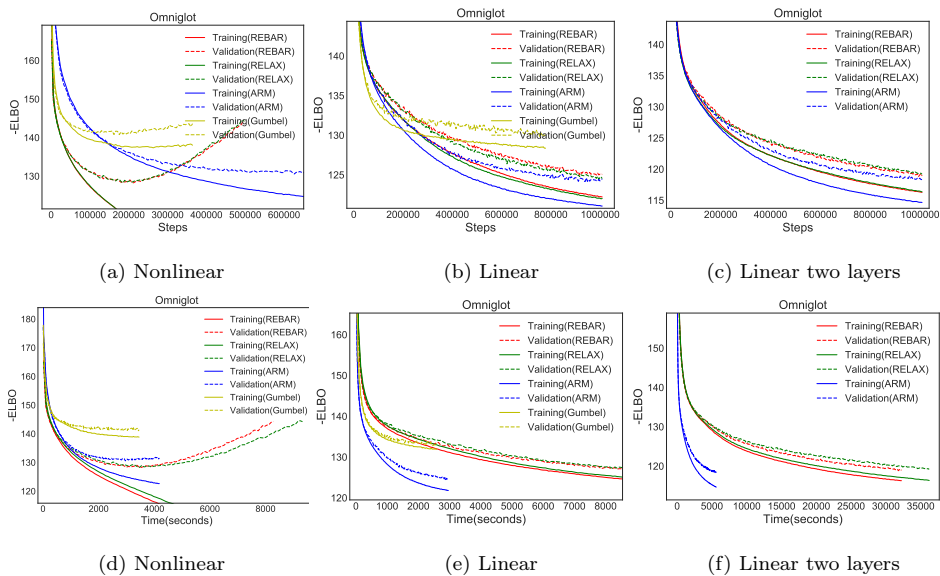 Omniglot
160
150
140
130
-ELBO
0 100000 200000 300000 400000 500000 600000
Steps
Training(REBAR)
Validation(REBAR)
Training(RELAX)
Validation(RELAX)
Training(ARM)
Validation(ARM)
Training(Gumbel)
Validation(Gumbel)
(a) Nonlinear
Omniglot
140
135
130
125
-ELBO
0 200000 400000 600000 800000 1000000
Steps
Training(REBAR)
Validation(REBAR)
Training(RELAX)
Validation(RELAX)
Training(ARM)
Validation(ARM)
Training(Gumbel)
Validation(Gumbel)
(b) Linear
Omniglot
140
135
130
125
120
115
-ELBO
0 200000 400000 600000 800000 1000000
Steps
Training(REBAR)
Validation(REBAR)
Training(RELAX)
Validation(RELAX)
Training(ARM)
Validation(ARM)
(c) Linear two layers
Omniglot
180
170
160
150
140
130
120
-ELBO
0 2000 4000 6000 8000
Time(seconds)
Training(REBAR)
Validation(REBAR)
Training(RELAX)
Validation(RELAX)
Training(ARM)
Validation(ARM)
Training(Gumbel)
Validation(Gumbel)
(d) Nonlinear
Omniglot
160
150
140
130
120
-ELBO
0 1000 2000 3000 4000 5000 6000 7000 8000
Time(seconds)
Training(REBAR)
Validation(REBAR)
Training(RELAX)
Validation(RELAX)
Training(ARM)
Validation(ARM)
Training(Gumbel)
Validation(Gumbel)
(e) Linear
Omniglot
150
140
130
120
-ELBO
0 5000 10000 15000 20000 25000 30000 35000
Time(seconds)
Training(REBAR)
Validation(REBAR)
Training(RELAX)
Validation(RELAX)
Training(ARM)
Validation(ARM)
(f) Linear two layers